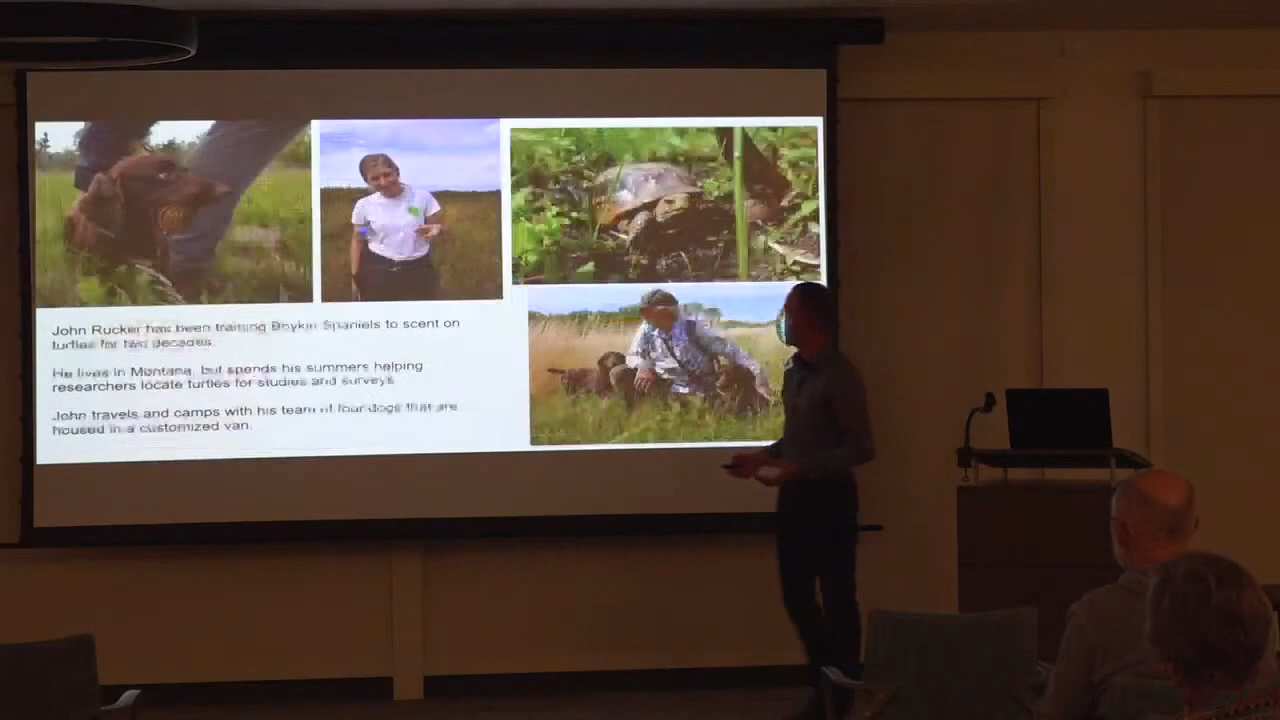 John Rucker has been training Boykin Spaniels to scent on
turtles for two decades.
He lives in Montana, but spends his summers helping
researchers locate turtles for studies and surveys
John travels and camps with his team of four dogs that are
housed in a customized van.